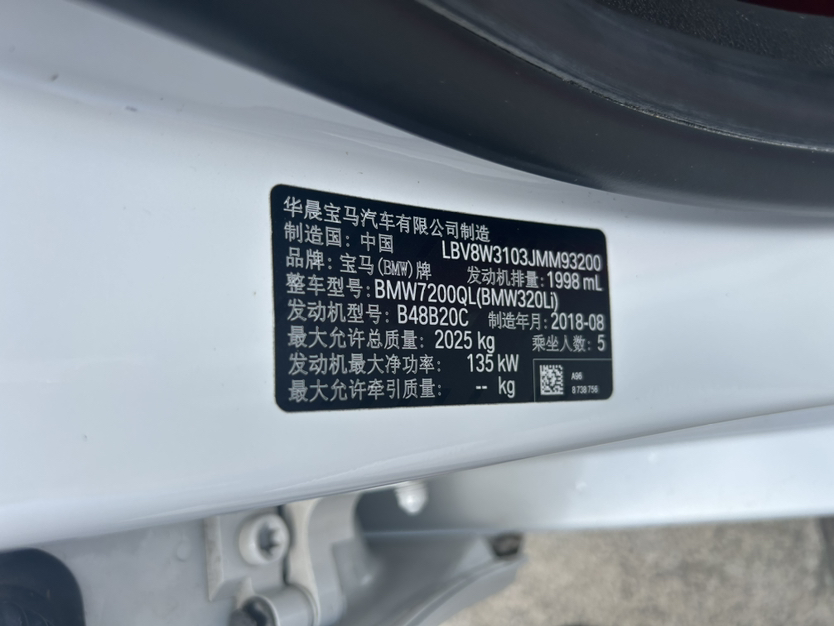 华晨宝马汽车有限公司制造
制造国：中国 LBV8W3103JMM93200
品牌：宝马(BMW)牌 发动机排量：1998 mL
整车型号：BMW7200QL(BMW320Li)
发动机型号：B48B20C 制造年月：2018-08
最大允许总质量：2025 kg 乘坐人数：5
发动机最大净功率：135 kW
最大允许牵引质量：-- kg
A96
8 738 756